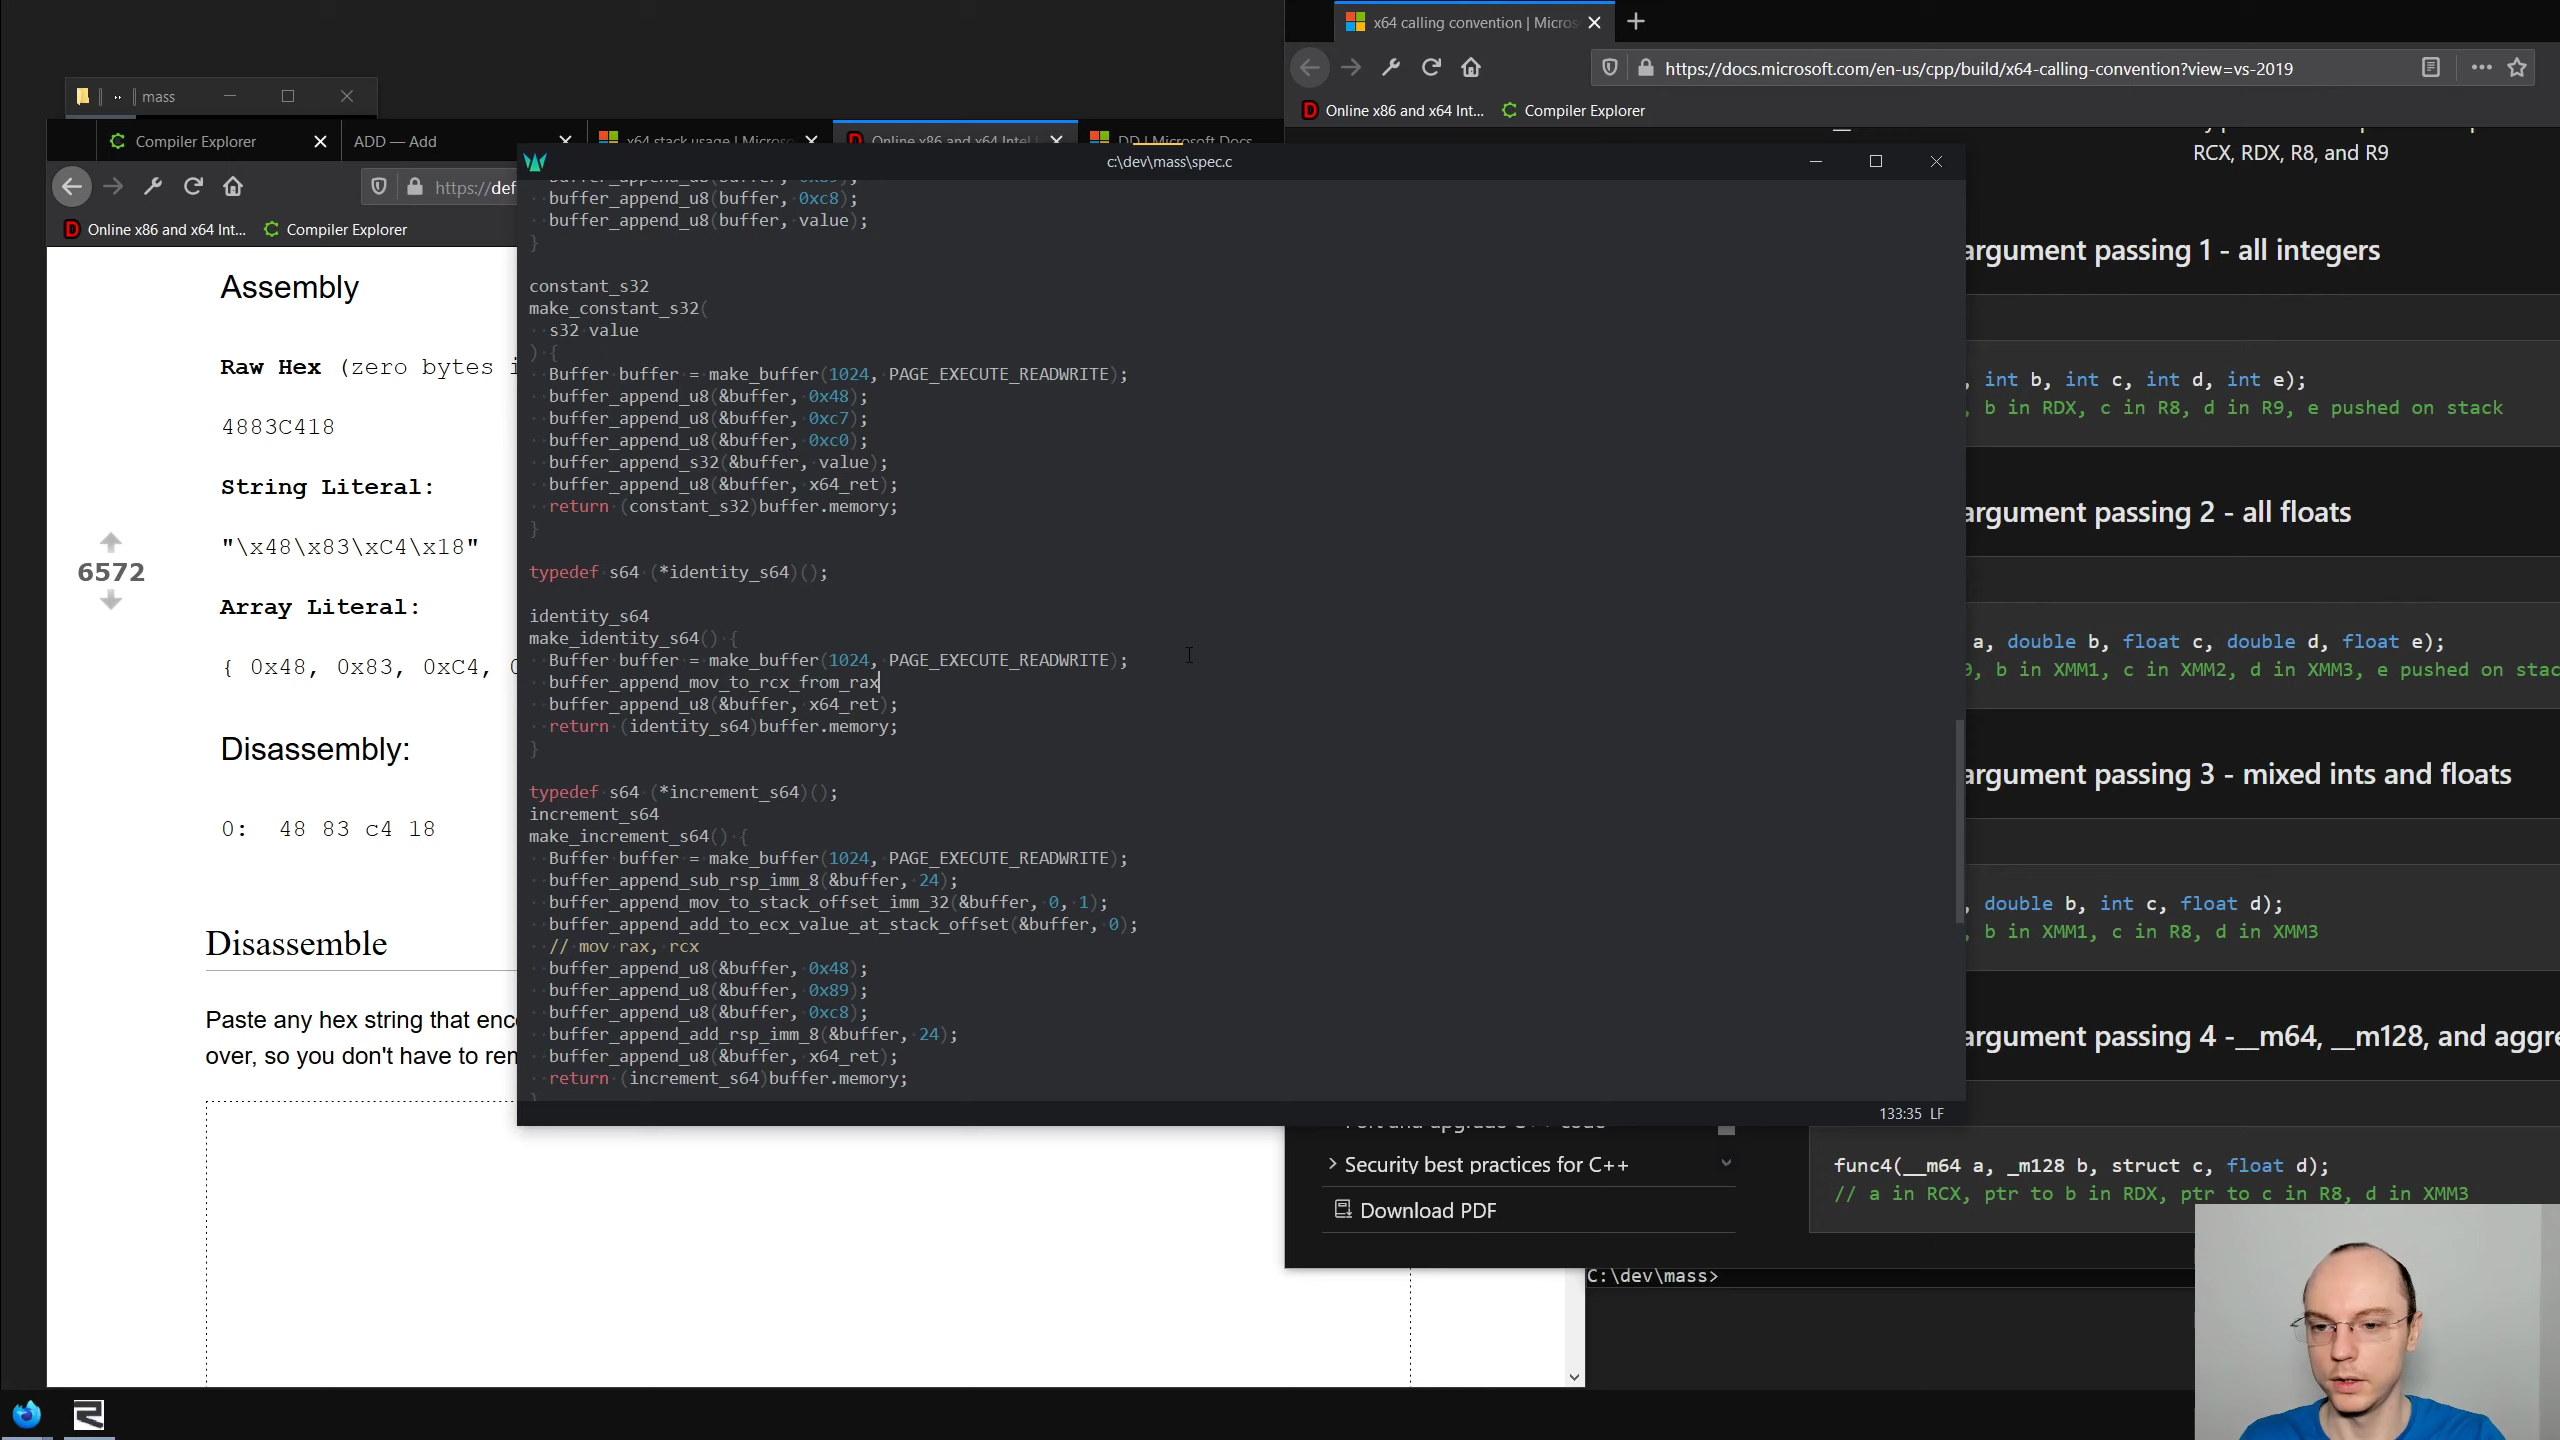 x64 calling convention | Micros
https://docs.microsoft.com/en-us/cpp/build/x64-calling-convention?view=vs-2019
Online x86 and x64 Int...
Compiler Explorer
RCX, RDX, R8, and R9
mass
Compiler Explorer
ADD — Add
x64 stack usage | Micros
Online x86 and x64 Intel
DD | Microsoft Docs
https://def
Online x86 and x64 Int...
Compiler Explorer
Assembly
Raw Hex (zero bytes i
4883C418
String Literal:
"\x48\x83\xC4\x18"
6572
Array Literal:
{ 0x48, 0x83, 0xC4, 0
Disassembly:
0: 48 83 c4 18
Disassemble
Paste any hex string that enc
over, so you don't have to rem
c:\dev\mass\spec.c
buffer_append_u8(buffer, 0x89);
buffer_append_u8(buffer, 0xc8);
buffer_append_u8(buffer, value);
}
constant_s32
make_constant_s32(
s32 value
) {
Buffer buffer = make_buffer(1024, PAGE_EXECUTE_READWRITE);
buffer_append_u8(&buffer, 0x48);
buffer_append_u8(&buffer, 0xc7);
buffer_append_u8(&buffer, 0xc0);
buffer_append_s32(&buffer, value);
buffer_append_u8(&buffer, x64_ret);
return (constant_s32)buffer.memory;
}
typedef s64 (*identity_s64)();
identity_s64
make_identity_s64() {
Buffer buffer = make_buffer(1024, PAGE_EXECUTE_READWRITE);
buffer_append_mov_to_rcx_from_rax
buffer_append_u8(&buffer, x64_ret);
return (identity_s64)buffer.memory;
}
typedef s64 (*increment_s64)();
increment_s64
make_increment_s64() {
Buffer buffer = make_buffer(1024, PAGE_EXECUTE_READWRITE);
buffer_append_sub_rsp_imm_8(&buffer, 24);
buffer_append_mov_to_stack_offset_imm_32(&buffer, 0, 1);
buffer_append_add_to_ecx_value_at_stack_offset(&buffer, 0);
// mov rax, rcx
buffer_append_u8(&buffer, 0x48);
buffer_append_u8(&buffer, 0x89);
buffer_append_u8(&buffer, 0xc8);
buffer_append_add_rsp_imm_8(&buffer, 24);
buffer_append_u8(&buffer, x64_ret);
return (increment_s64)buffer.memory;
}
133:35 LF
argument passing 1 - all integers
, int b, int c, int d, int e);
, b in RDX, c in R8, d in R9, e pushed on stack
argument passing 2 - all floats
a, double b, float c, double d, float e);
0, b in XMM1, c in XMM2, d in XMM3, e pushed on stac
argument passing 3 - mixed ints and floats
, double b, int c, float d);
, b in XMM1, c in R8, d in XMM3
argument passing 4 -__m64, __m128, and aggre
Port and upgrade C++ code
Security best practices for C++
Download PDF
func4(__m64 a, _m128 b, struct c, float d);
// a in RCX, ptr to b in RDX, ptr to c in R8, d in XMM3
C:\dev\mass>